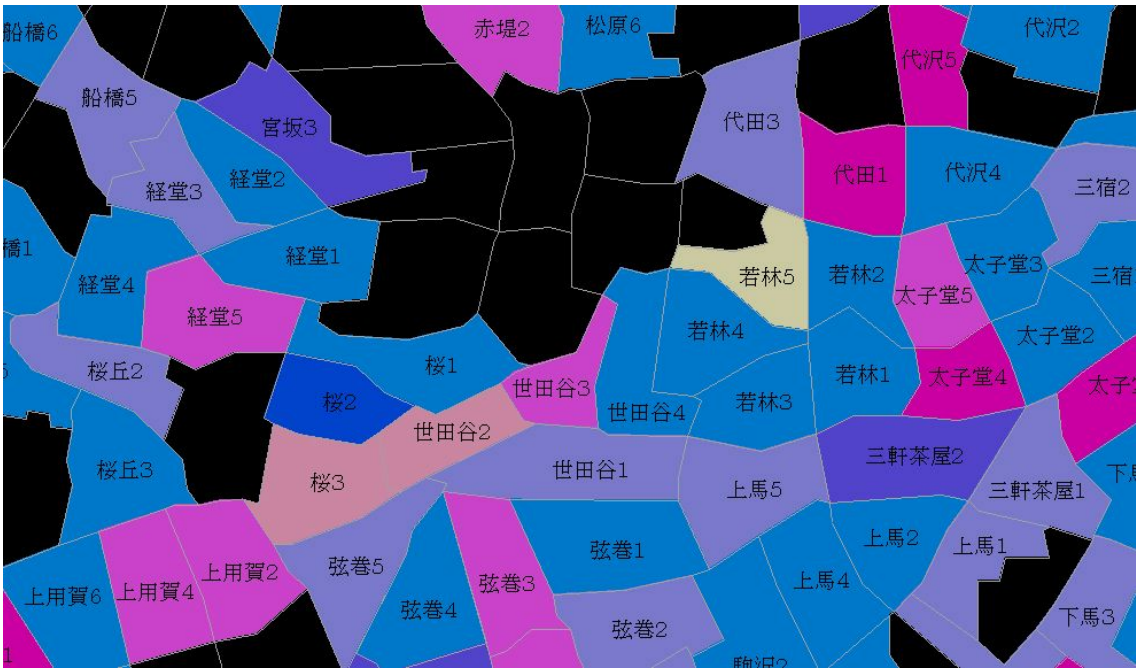 船橋6
赤堤2
松原6
代沢2
代沢5
船橋5
宮坂3
代田3
経堂2
経堂3
代田1
代沢4
三宿2
橋1
経堂1
若林5
若林2
太子堂3
三宿
経堂4
太子堂5
経堂5
若林4
太子堂2
桜1
桜丘2
世田谷3
若林1
太子堂4
太子
桜2
若林3
世田谷4
世田谷2
三軒茶屋2
桜丘3
世田谷1
下馬
桜3
上馬5
三軒茶屋1
上馬2
弦巻1
上馬1
弦巻5
上用賀2
弦巻3
上馬4
上用賀4
上用賀6
弦巻4
下馬3
弦巻2
駒沢2
1